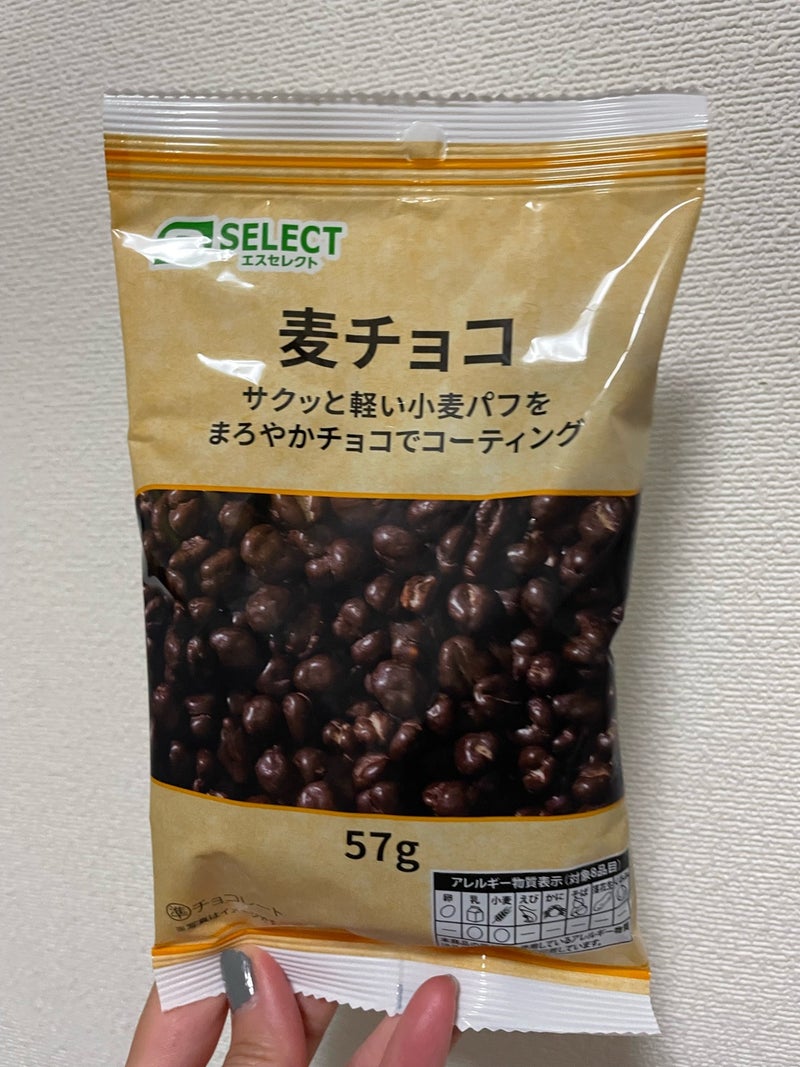 SELECT
エスセレクト
麦チョコ
サクッと軽い小麦パフを
まろやかチョコでコーティング
57g
アレルギー物質表示(対象8品目)
卵 乳 小麦 えび かに そば 落花生
準チョコレート